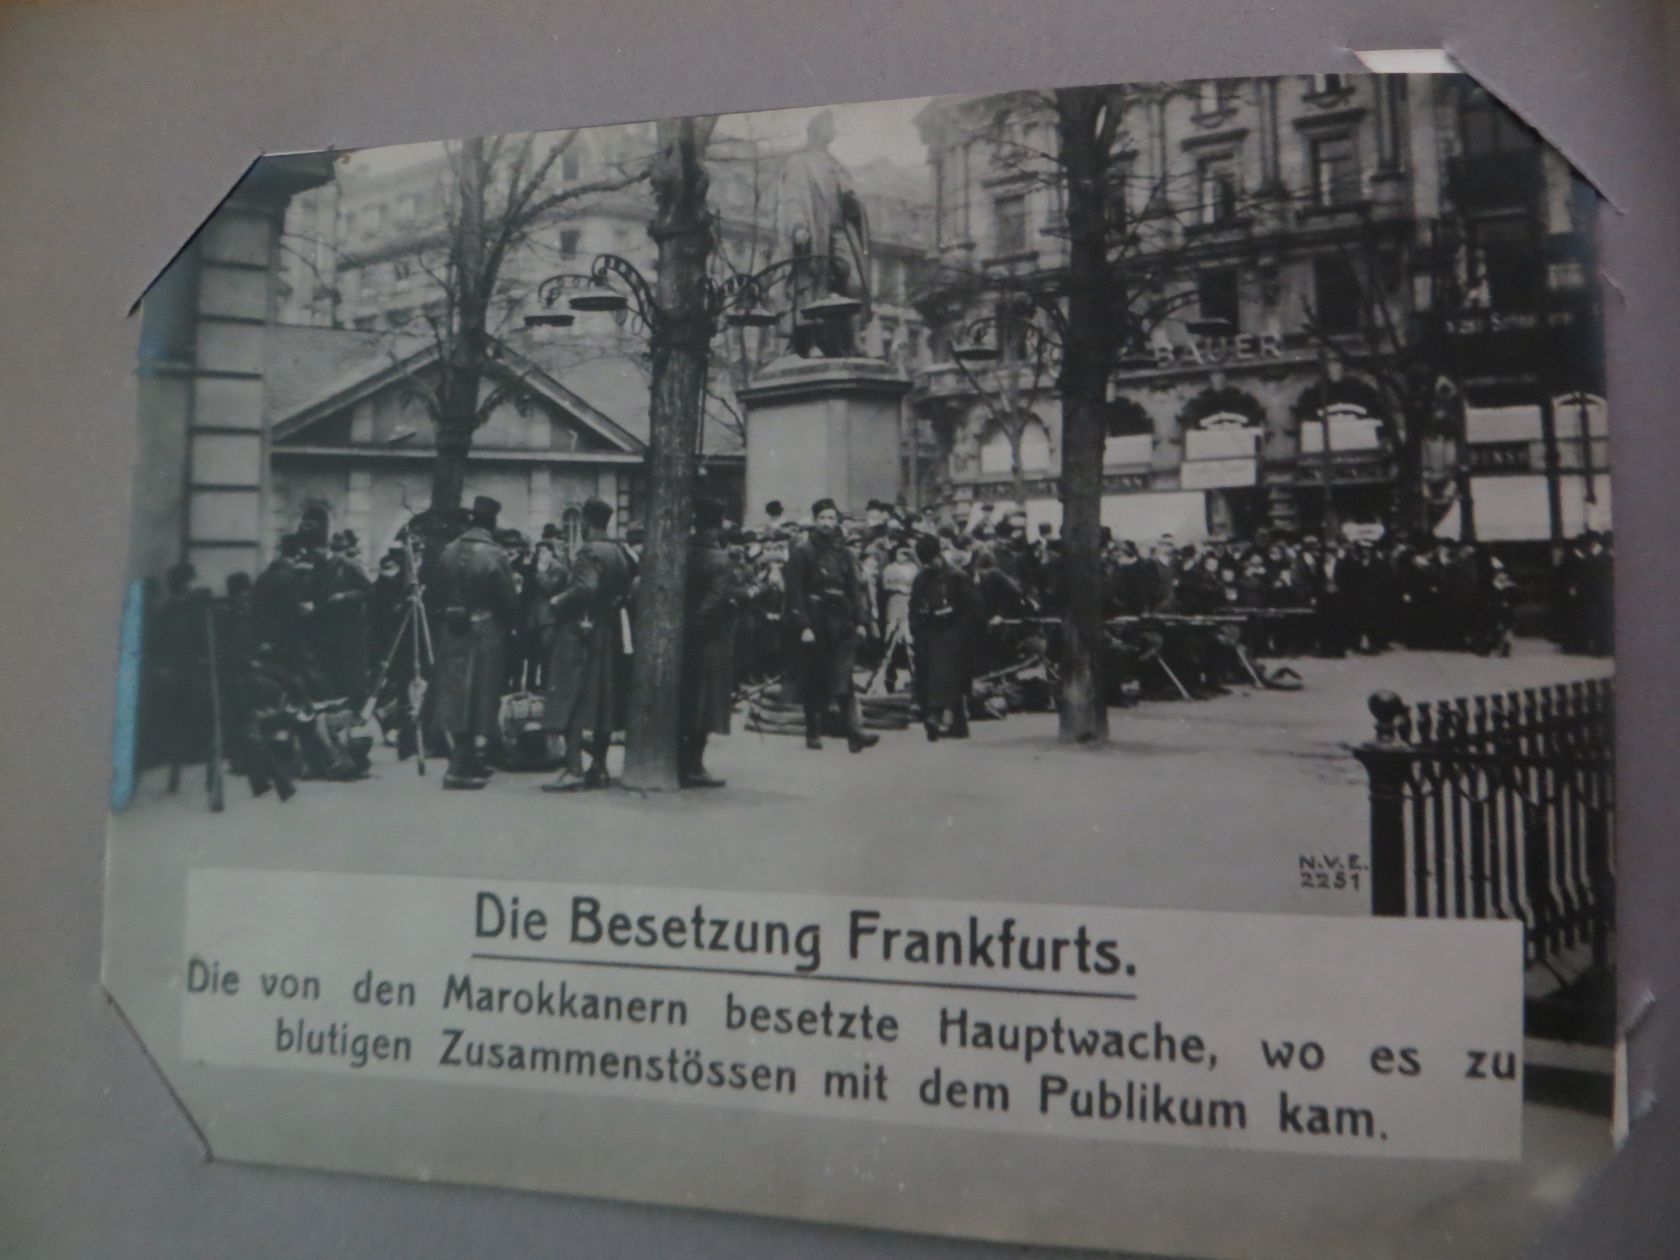 BAUER
N.V.E.
2251
Die Besetzung Frankfurts.
Die von den Marokkanern besetzte Hauptwache, wo es zu
blutigen Zusammenstössen mit dem Publikum kam.